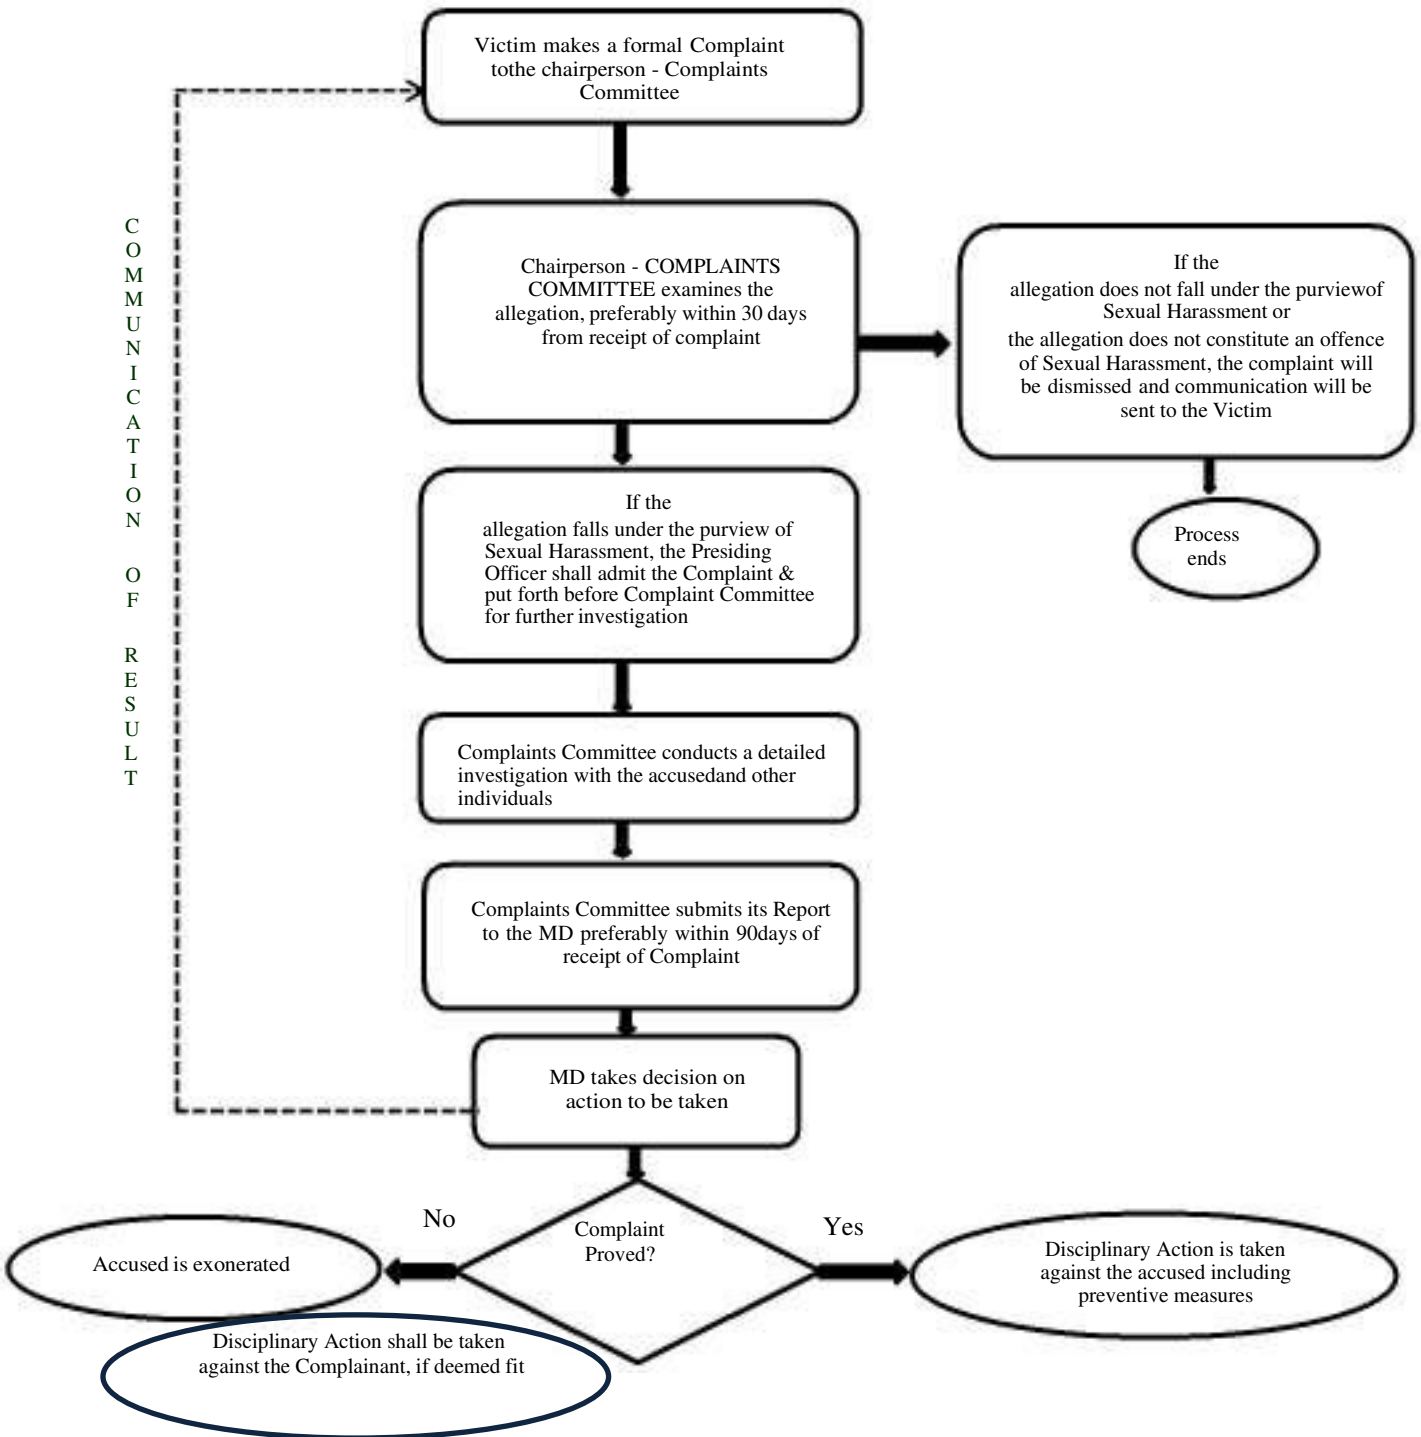 Victim makes a formal Complaint
tothe chairperson - Complaints
Committee
Chairperson - COMPLAINTS
COMMITTEE examines the
allegation, preferably within 30 days
from receipt of complaint
If the
allegation does not fall under the purviewof
Sexual Harassment or
the allegation does not constitute an offence
of Sexual Harassment, the complaint will
be dismissed and communication will be
sent to the Victim
Process
ends
COMMUNICATION OF RESULT
If the
allegation falls under the purview of
Sexual Harassment, the Presiding
Officer shall admit the Complaint &
put forth before Complaint Committee
for further investigation
Complaints Committee conducts a detailed
investigation with the accusedand other
individuals
Complaints Committee submits its Report
to the MD preferably within 90days of
receipt of Complaint
MD takes decision on
action to be taken
Complaint
Proved?
No
Yes
Accused is exonerated
Disciplinary Action is taken
against the accused including
preventive measures
Disciplinary Action shall be taken
against the Complainant, if deemed fit